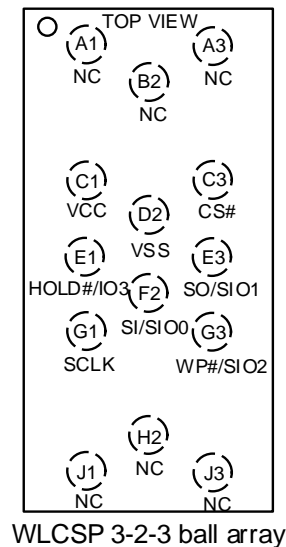 TOP VIEW
A1 A3
NC NC
B2
NC
C1 C3
VCC CS#
D2
VSS
E1 E3
HOLD#/IO3 SO/SIO1
F2
SI/SIO0
G1 G3
SCLK WP#/SIO2
H2
NC
J1 J3
NC NC
WLCSP 3-2-3 ball array